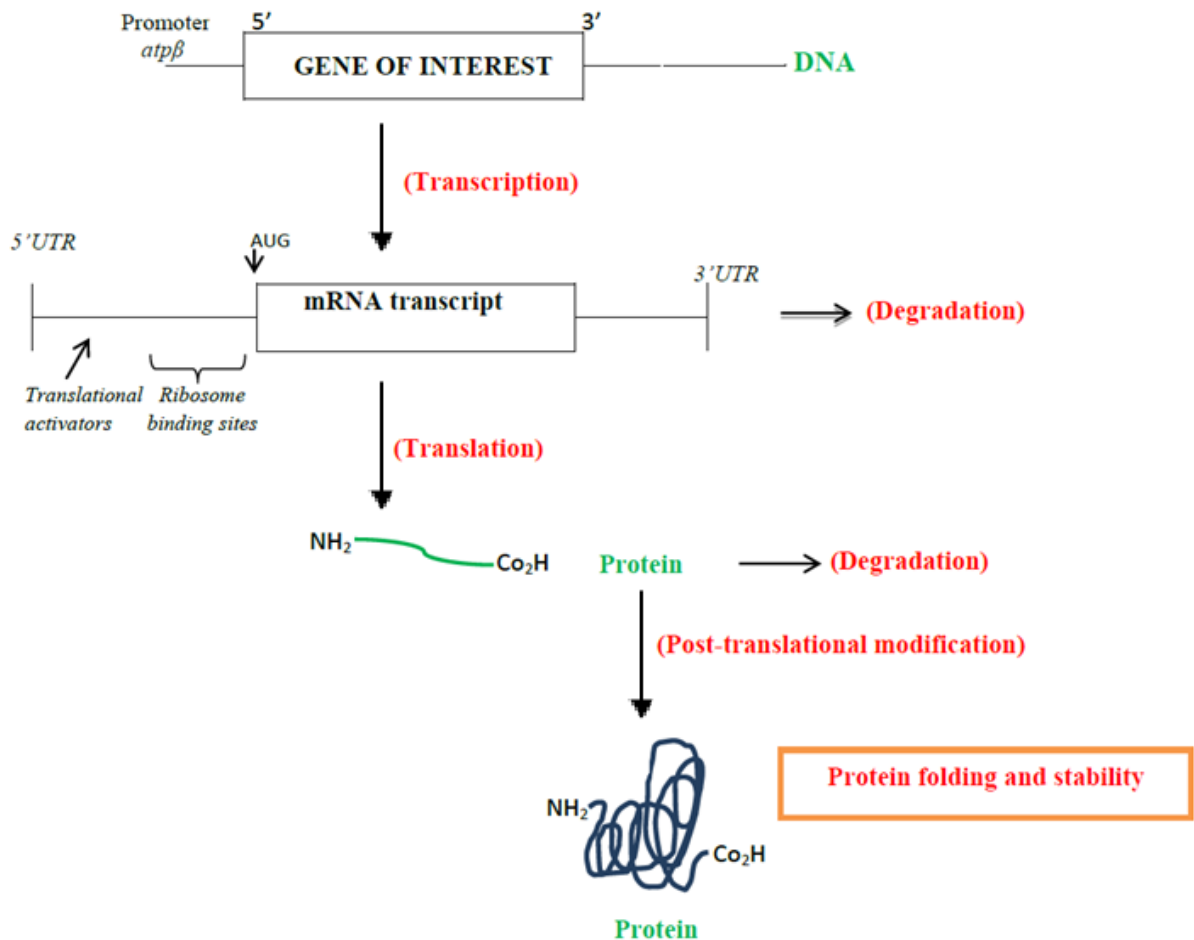 Promoter
atpβ
5’
3’
GENE OF INTEREST
DNA
(Transcription)
5’UTR
AUG
3’UTR
mRNA transcript
(Degradation)
Translational
activators
Ribosome
binding sites
(Translation)
NH2
Co2H
Protein
(Degradation)
(Post-translational modification)
Protein folding and stability
NH2
Co2H
Protein